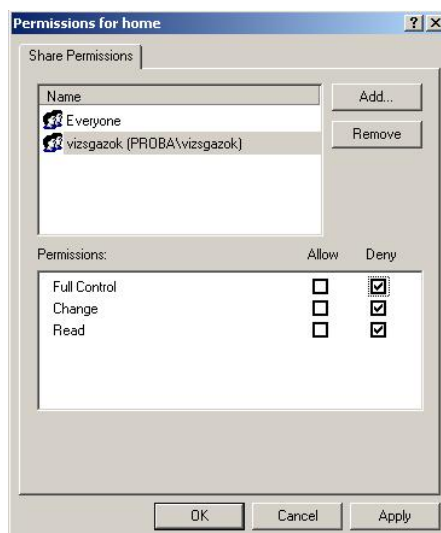 Permissions for home
Share Permissions
Name
Everyone
vizsgazok (PROBA\vizsgazok)
Add...
Remove
Permissions: Allow Deny
Full Control
Change
Read
OK Cancel Apply